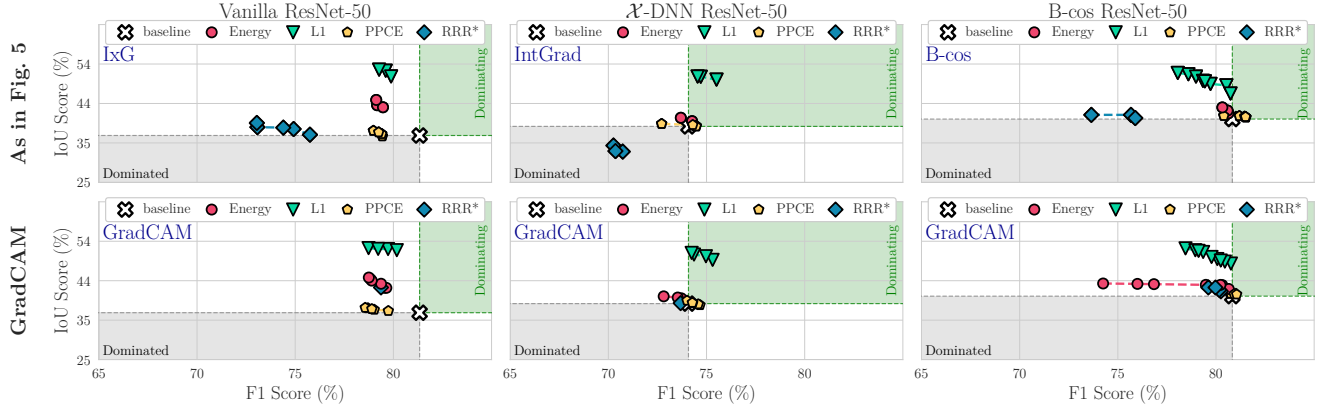 Vanilla ResNet-50
𝒳-DNN ResNet-50
B-cos ResNet-50
As in Fig. 5
IoU Score (%)
54
44
35
25
baseline Energy L1 PPCE RRR*
IxG
Dominating
Dominated
baseline Energy L1 PPCE RRR*
IntGrad
Dominating
Dominated
baseline Energy L1 PPCE RRR*
B-cos
Dominating
Dominated
GradCAM
IoU Score (%)
54
44
35
25
baseline Energy L1 PPCE RRR*
GradCAM
Dominating
Dominated
65 70 75 80
F1 Score (%)
baseline Energy L1 PPCE RRR*
GradCAM
Dominating
Dominated
65 70 75 80
F1 Score (%)
baseline Energy L1 PPCE RRR*
GradCAM
Dominating
Dominated
65 70 75 80
F1 Score (%)